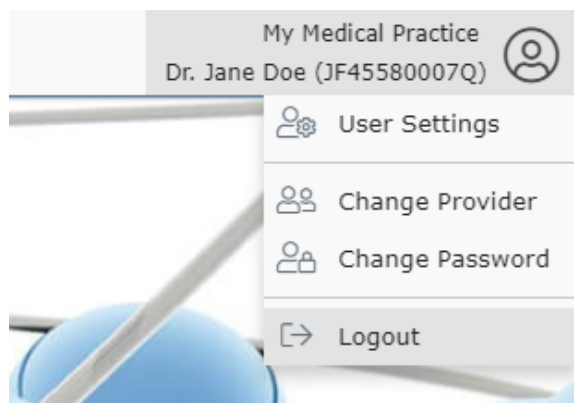 My Medical Practice
Dr. Jane Doe (JF45580007Q)
User Settings
Change Provider
Change Password
Logout